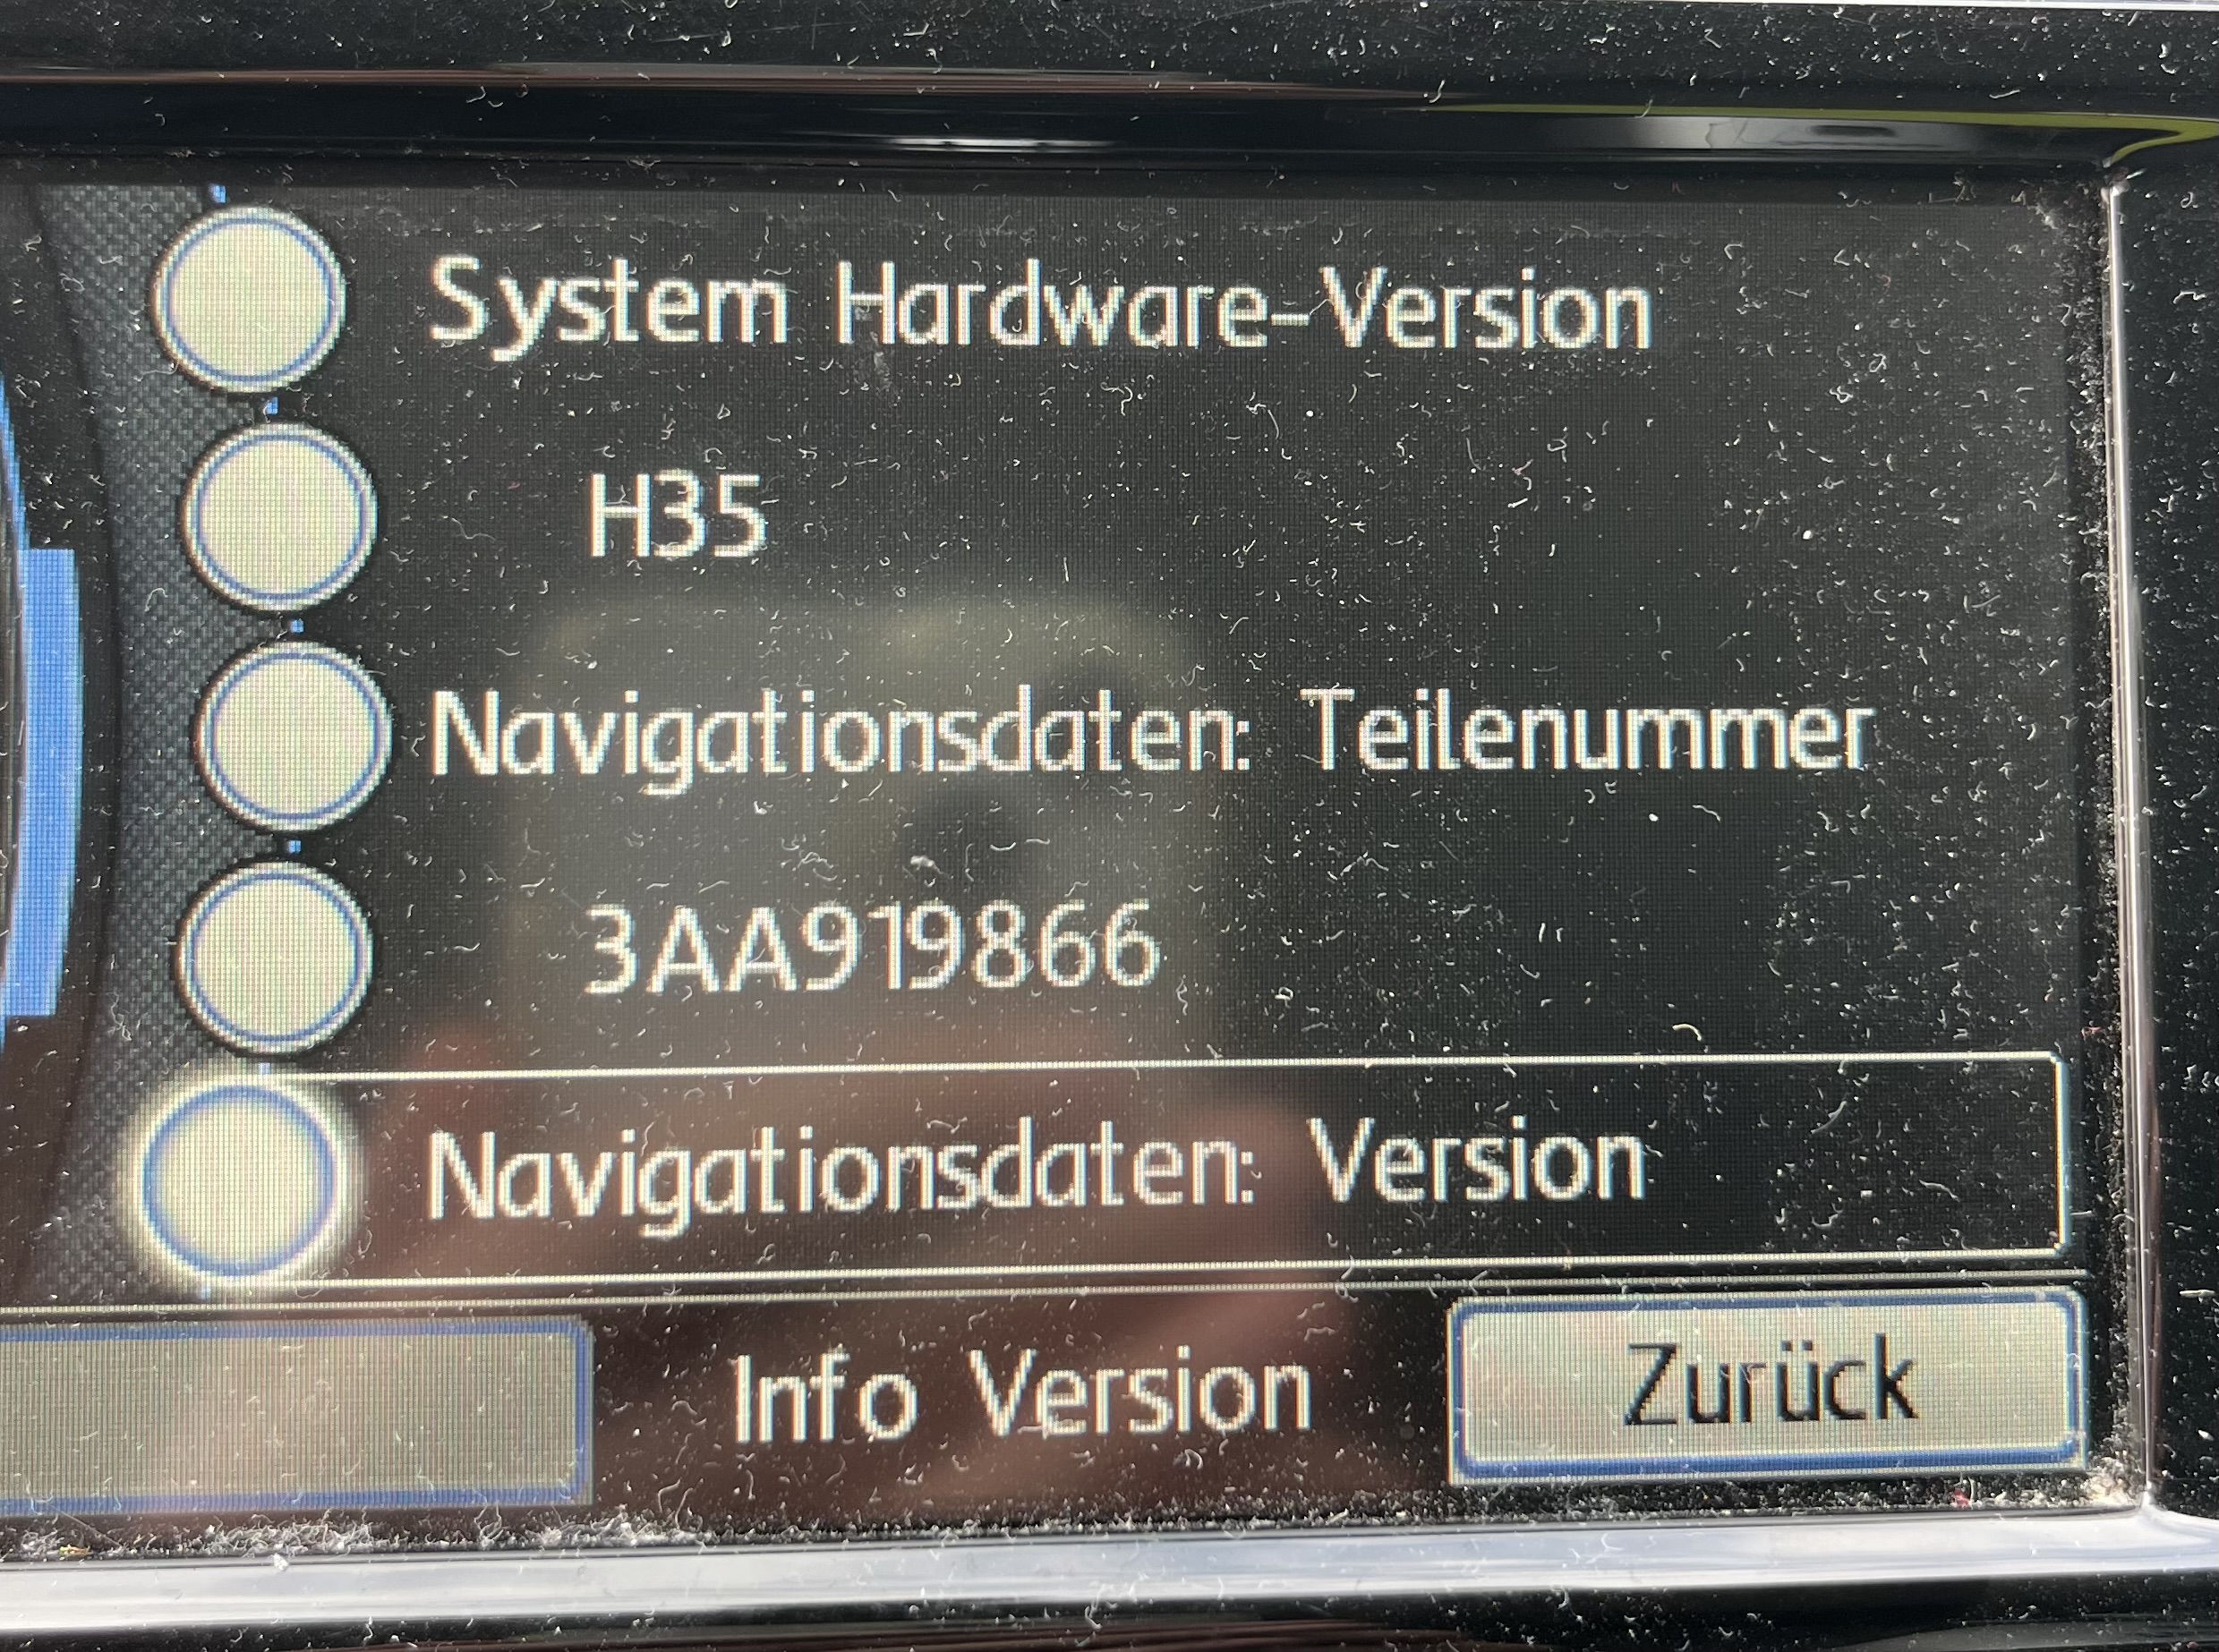 System Hardware-Version
H35
Navigationsdaten: Teilenummer
3AA919866
Navigationsdaten: Version
Info Version
Zurück